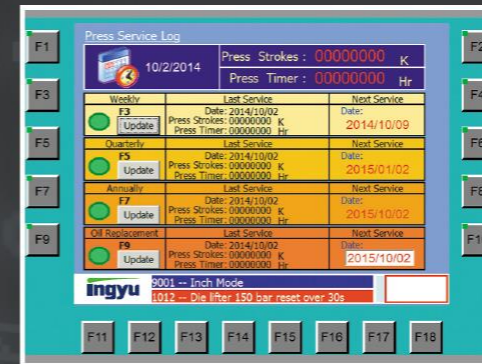 Press Service Log
10/2/2014
Press Strokes : 00000000 K
Press Timer : 00000000 Hr
Weekly Last Service Next Service
F3 Update
Date: 2014/10/02
Press Strokes: 00000000 K
Press Timer: 00000000 Hr
Date:
2014/10/09
Quarterly Last Service Next Service
F5 Update
Date: 2014/10/02
Press Strokes: 00000000 K
Press Timer: 00000000 Hr
Date:
2015/01/02
Annually Last Service Next Service
F7 Update
Date: 2014/10/02
Press Strokes: 00000000 K
Press Timer: 00000000 Hr
Date:
2015/10/02
Oil Replacement Last Service Next Service
F9 Update
Date: 2014/10/02
Press Strokes: 00000000 K
Press Timer: 00000000 Hr
Date:
2015/10/02
ingyu
9001 -- Inch Mode
1012 -- Die lifter 150 bar reset over 30s
F1
F3
F5
F7
F9
F2
F4
F6
F8
F10
F11 F12 F13 F14 F15 F16 F17 F18